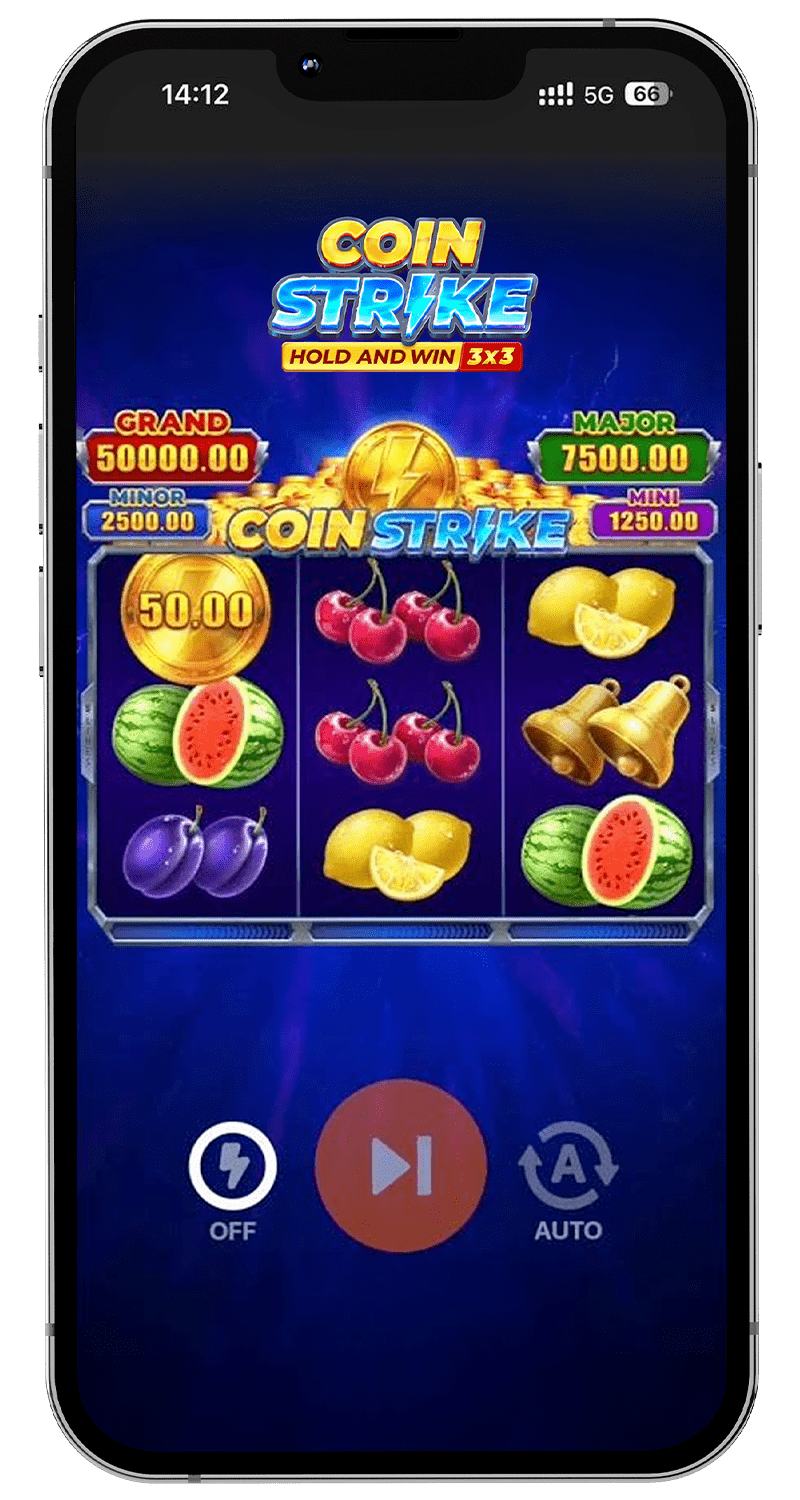 14:12
5G 66
COIN
STRIKE
HOLD AND WIN 3x3
GRAND
50000.00
MAJOR
7500.00
MINOR
2500.00
MINI
1250.00
COIN STRIKE
50.00
A
OFF
AUTO